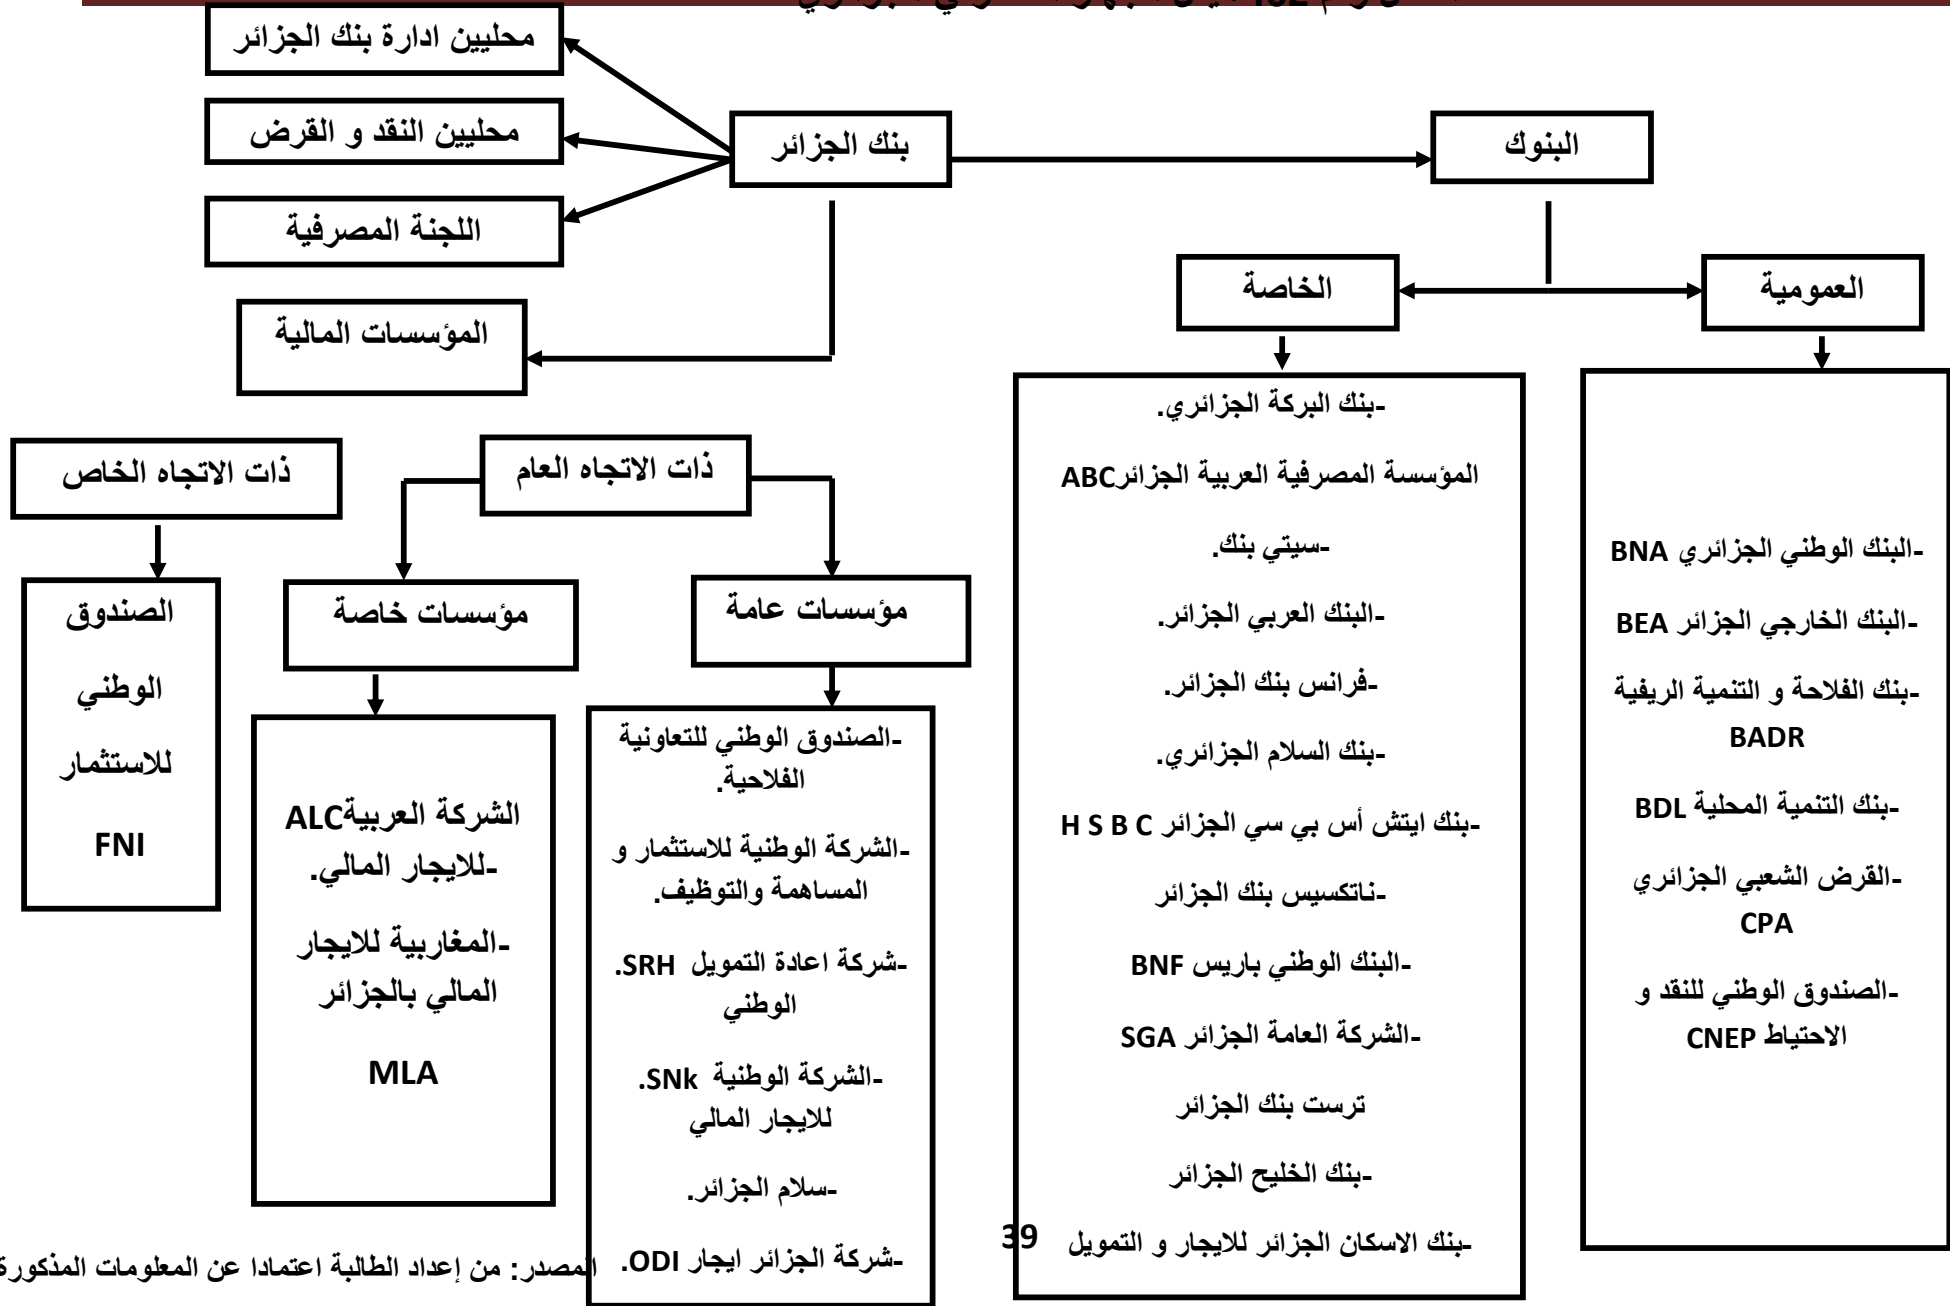 محليين ادارة بنك الجزائر
محليين النقد و القرض
اللجنة المصرفية
بنك الجزائر
البنوك
العمومية
الخاصة
المؤسسات المالية
-البنك الوطني الجزائري BNA
-البنك الخارجي الجزائر BEA
-بنك الفلاحة و التنمية الريفية
BADR
-بنك التنمية المحلية BDL
-القرض الشعبي الجزائري
CPA
-الصندوق الوطني للنقد و
الاحتياط CNEP
-بنك البركة الجزائري.
المؤسسة المصرفية العربية الجزائرABC
-سيتي بنك.
-البنك العربي الجزائر.
-فرانس بنك الجزائر.
-بنك السلام الجزائري.
-بنك ايتش أس بي سي الجزائر H S B C
-ناتكسيس بنك الجزائر
-البنك الوطني باريس BNF
-الشركة العامة الجزائر SGA
ترست بنك الجزائر
-بنك الخليح الجزائر
-بنك الاسكان الجزائر للايجار و التمويل
ذات الاتجاه العام
ذات الاتجاه الخاص
مؤسسات عامة
مؤسسات خاصة
-الصندوق الوطني للتعاونية
الفلاحية.
-الشركة الوطنية للاستثمار و
المساهمة والتوظيف.
-شركة اعادة التمويل SRH.
الوطني
-الشركة الوطنية SNk.
للايجار المالي
-سلام الجزائر.
-شركة الجزائر ايجار ODI.
الشركة العربيةALC
-للايجار المالي.
-المغاربية للايجار
المالي بالجزائر
MLA
الصندوق
الوطني
للاستثمار
FNI
39
المصدر: من إعداد الطالبة اعتمادا عن المعلومات المذكورة